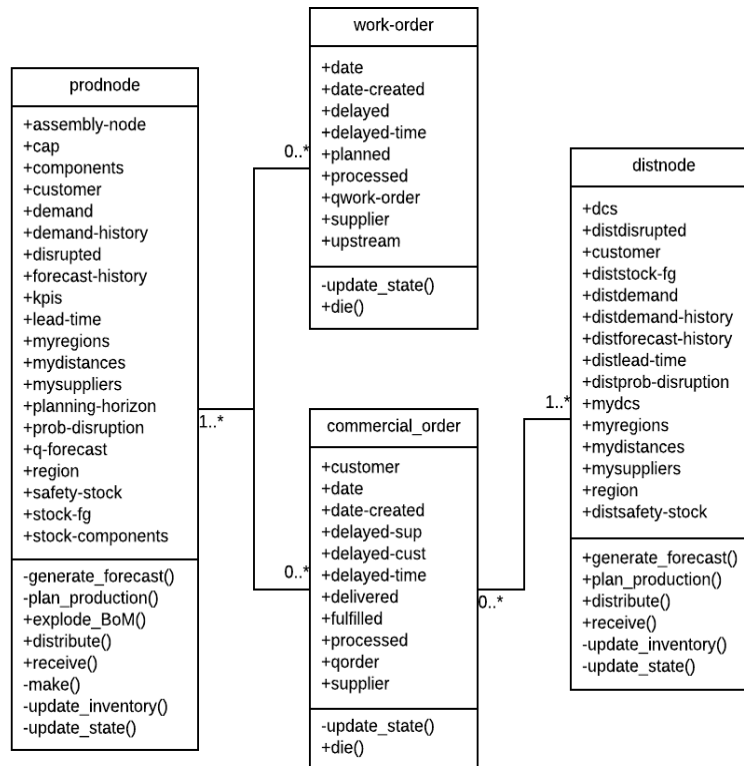 prodnode
+assembly-node
+cap
+components
+customer
+demand
+demand-history
+disrupted
+forecast-history
+kpis
+lead-time
+myregions
+mydistances
+mysuppliers
+planning-horizon
+prob-disruption
+q-forecast
+region
+safety-stock
+stock-fg
+stock-components
-generate_forecast()
-plan_production()
+explode_BoM()
+distribute()
+receive()
-make()
-update_inventory()
-update_state()
1..*
0..*
0..*
work-order
+date
+date-created
+delayed
+delayed-time
+planned
+processed
+qwork-order
+supplier
+upstream
-update_state()
+die()
commercial_order
+customer
+date
+date-created
+delayed-sup
+delayed-cust
+delayed-time
+delivered
+fulfilled
+processed
+qorder
+supplier
-update_state()
+die()
0..*
1..*
distnode
+dcs
+distdisrupted
+customer
+diststock-fg
+distdemand
+distdemand-history
+distforecast-history
+distlead-time
+distprob-disruption
+mydcs
+myregions
+mydistances
+mysuppliers
+region
+distsafety-stock
+generate_forecast()
+plan_production()
+distribute()
+receive()
-update_inventory()
-update_state()